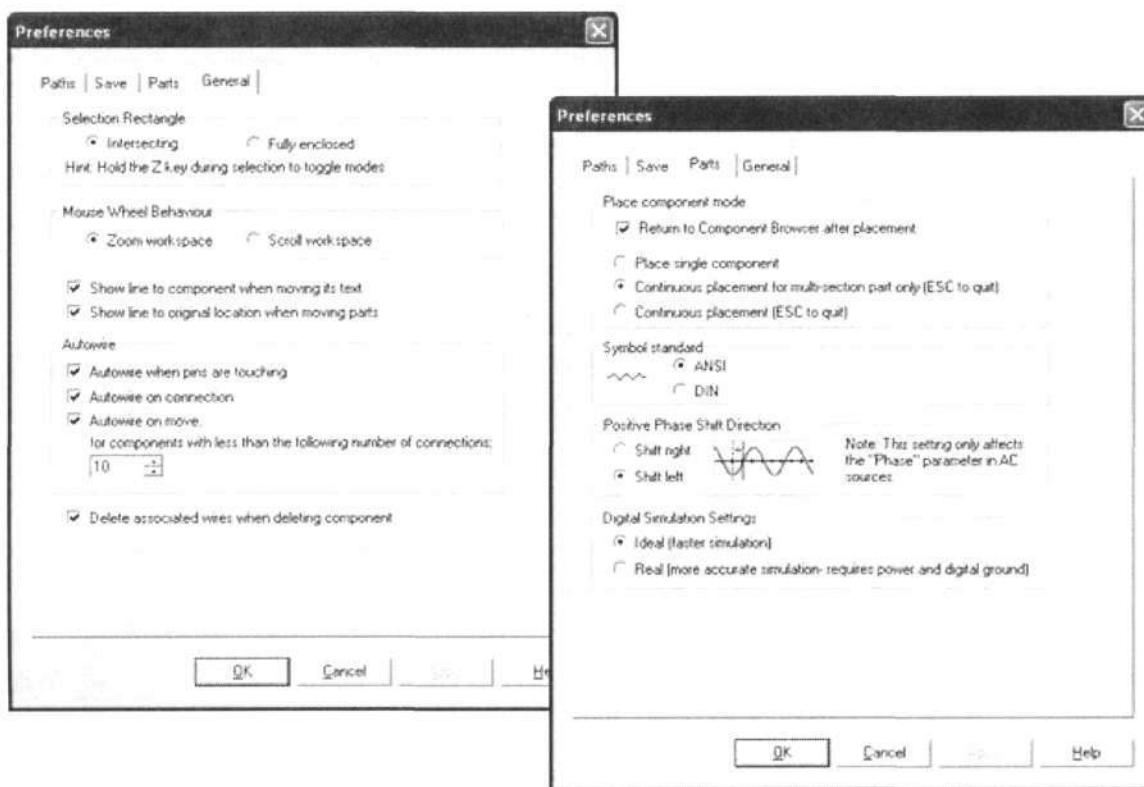 Preferences
Paths Save Parts General
Selection Rectangle
Intersecting Fully enclosed
Hint: Hold the Z key during selection to toggle modes
Mouse Wheel Behaviour
Zoom workspace Scroll workspace
Show line to component when moving its text
Show line to original location when moving parts
Autowire
Autowire when pins are touching
Autowire on connection
Autowire on move,
for components with less than the following number of connections;
10
Delete associated wires when deleting component
OK Cancel
Preferences
Paths Save Parts General
Place component mode
Return to Component Browser after placement
Place single component
Continuous placement for multi-section part only (ESC to quit)
Continuous placement (ESC to quit)
Symbol standard
ANSI
DIN
Positive Phase Shift Direction
Shift right
Shift left
Note: This setting only affects
the "Phase" parameter in AC
sources
Digital Simulation Settings
Ideal (faster simulation)
Real (more accurate simulation- requires power and digital ground)
OK Cancel Help